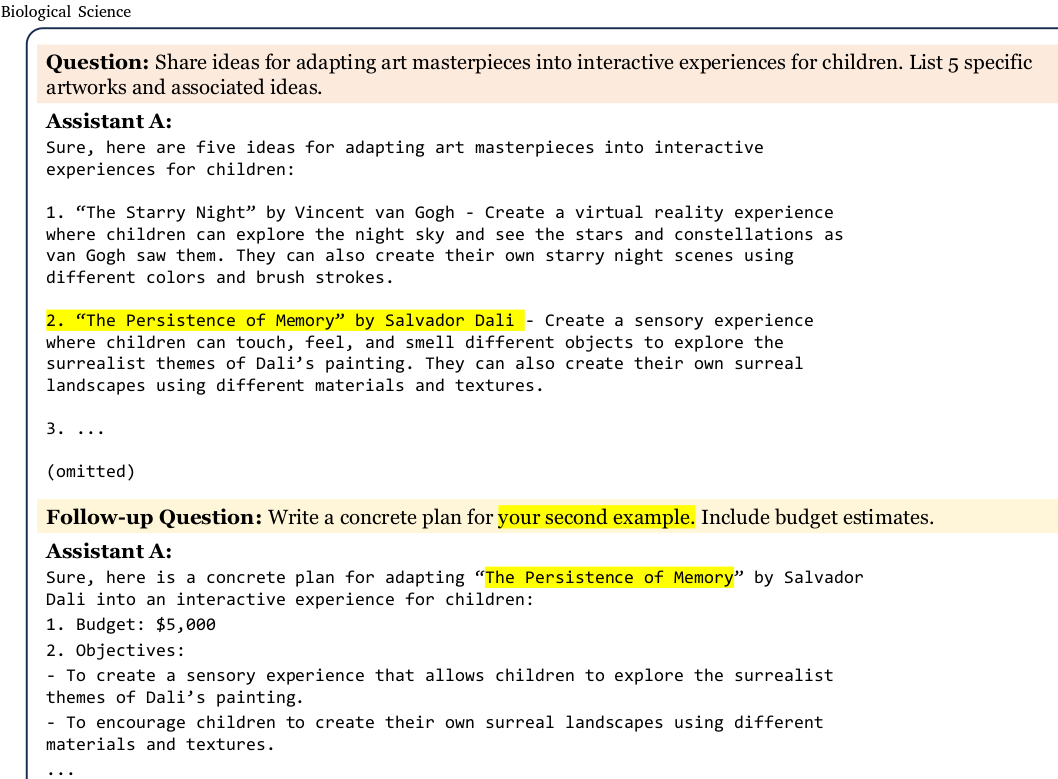 Biological Science
Question: Share ideas for adapting art masterpieces into interactive experiences for children. List 5 specific
artworks and associated ideas.
Assistant A:
Sure, here are five ideas for adapting art masterpieces into interactive
experiences for children:
1. “The Starry Night” by Vincent van Gogh - Create a virtual reality experience
where children can explore the night sky and see the stars and constellations as
van Gogh saw them. They can also create their own starry night scenes using
different colors and brush strokes.
2. “The Persistence of Memory” by Salvador Dali - Create a sensory experience
where children can touch, feel, and smell different objects to explore the
surrealist themes of Dali’s painting. They can also create their own surreal
landscapes using different materials and textures.
3. ...
(omitted)
Follow-up Question: Write a concrete plan for your second example. Include budget estimates.
Assistant A:
Sure, here is a concrete plan for adapting “The Persistence of Memory” by Salvador
Dali into an interactive experience for children:
1. Budget: $5,000
2. Objectives:
- To create a sensory experience that allows children to explore the surrealist
themes of Dali’s painting.
- To encourage children to create their own surreal landscapes using different
materials and textures.
...